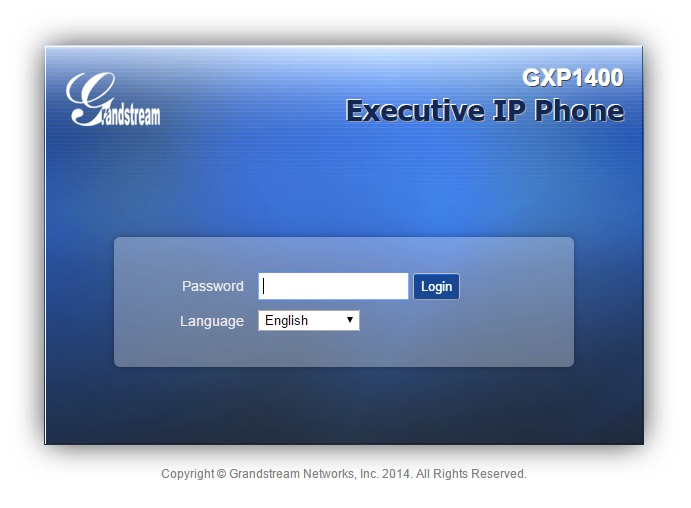 Grandstream
GXP1400
Executive IP Phone
Password
Login
Language
English
Copyright © Grandstream Networks, Inc. 2014. All Rights Reserved.